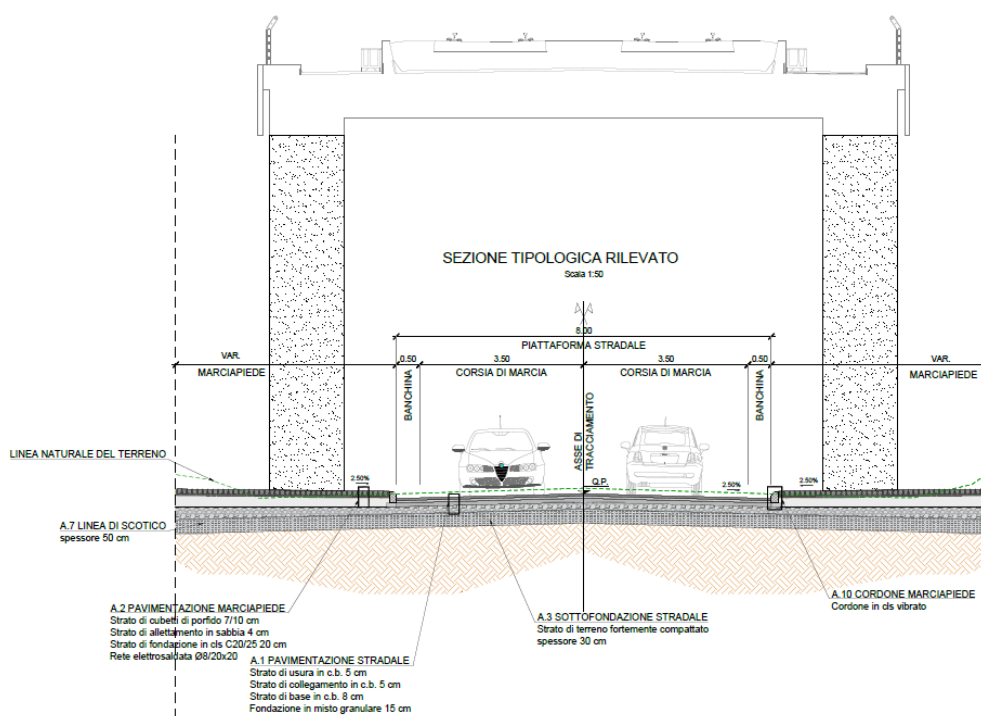 SEZIONE TIPOLOGICA RILEVATO
Scala 1:50
8.00
PIATTAFORMA STRADALE
VAR.
0.50
3.50
3.50
0.50
VAR.
MARCIAPIEDE
CORSIA DI MARCIA
CORSIA DI MARCIA
MARCIAPIEDE
BANCHINA
ASSE DI
TRACCIAMENTO
BANCHINA
LINEA NATURALE DEL TERRENO
2.50%
Q.P.
2.50%
2.50%
A.7 LINEA DI SCOTICO
spessore 50 cm
A.2 PAVIMENTAZIONE MARCIAPIEDE
Strato di cubetti di porfido 7/10 cm
Strato di allettamento in sabbia 4 cm
Strato di fondazione in cls C20/25 20 cm
Rete elettrosaldata Ø8/20x20
A.1 PAVIMENTAZIONE STRADALE
Strato di usura in c.b. 5 cm
Strato di collegamento in c.b. 5 cm
Strato di base in c.b. 8 cm
Fondazione in misto granulare 15 cm
A.3 SOTTOFONDAZIONE STRADALE
Strato di terreno fortemente compattato
spessore 30 cm
A.10 CORDONE MARCIAPIEDE
Cordone in cls vibrato